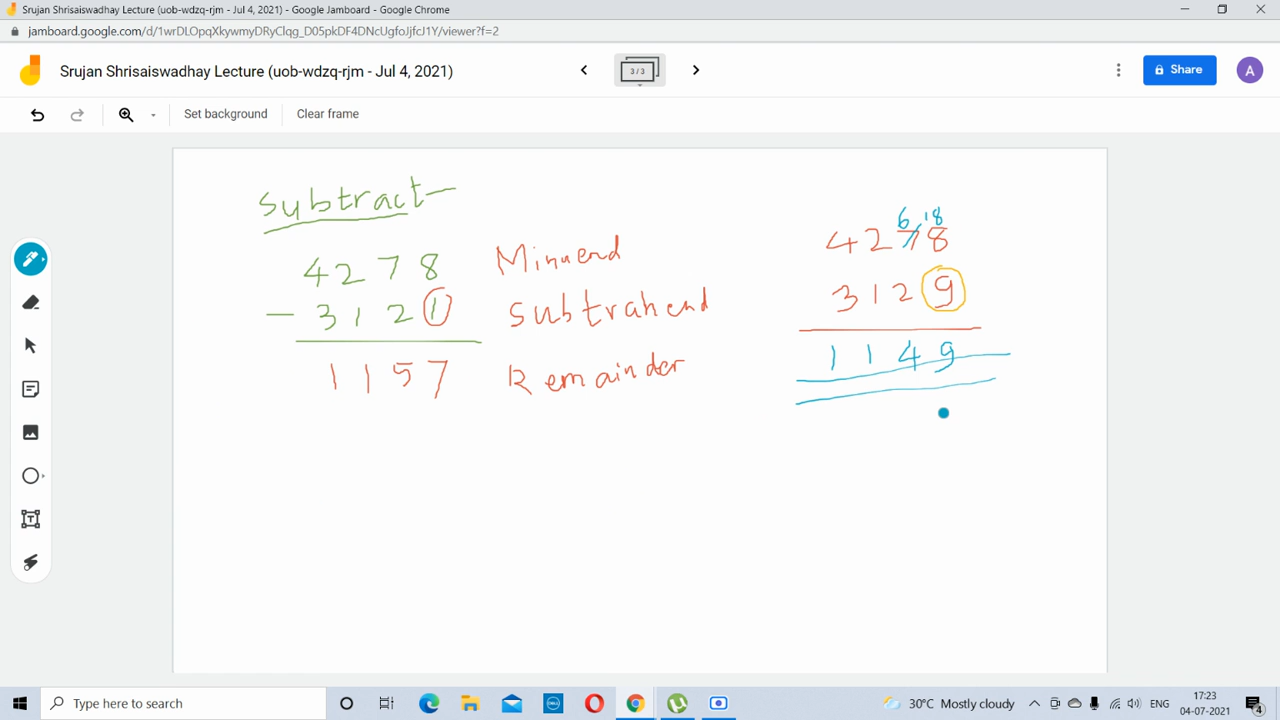 Srujan Shrisaiswadhay Lecture (uob-wdzq-rjm - Jul 4, 2021) - Google Jamboard - Google Chrome
jamboard.google.com/d/1wrDLOpqXkywmyDRyClqg_D05pkDF4DNcUgfoJjfcJ1Y/viewer?f=2
Srujan Shrisaiswadhay Lecture (uob-wdzq-rjm - Jul 4, 2021)
3 / 3
Share
A
Set background
Clear frame
Subtract-
4278 Minuend
- 3121 Subtrahend
1157 Remainder
6 18
4278
3129
1149
Type here to search
DELL
30°C Mostly cloudy
ENG
17:23
04-07-2021
4